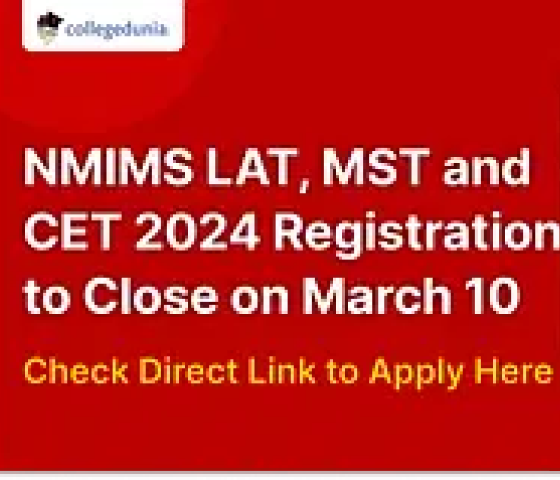 collegedunia
NMIMS LAT, MST and
CET 2024 Registration
to Close on March 10
Check Direct Link to Apply Here